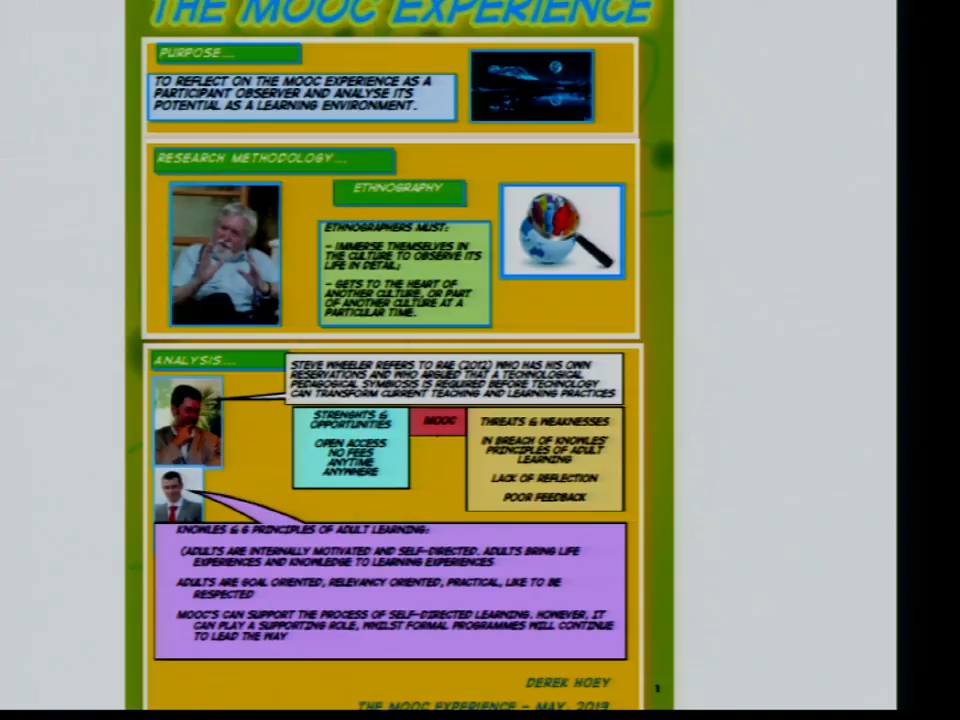 THE MOOC EXPERIENCE
PURPOSE....
TO REFLECT ON THE MOOC EXPERIENCE AS A
PARTICIPANT OBSERVER AND ANALYSE ITS
POTENTIAL AS A LEARNING ENVIRONMENT.
RESEARCH METHODOLOGY....
ETHNOGRAPHY
ETHNOGRAPHERS MUST:
- IMMERSE THEMSELVES IN
THE CULTURE TO OBSERVE ITS
LIFE IN DETAIL;
- GETS TO THE HEART OF
ANOTHER CULTURE, OR PART
OF ANOTHER CULTURE AT A
PARTICULAR TIME.
ANALYSIS....
STEVE WHEELER REFERS TO RAE (2012) WHO HAS HIS OWN
RESERVATIONS AND WHO ARGUED THAT A TECHNOLOGICAL
PEDAGOGICAL SYMBIOSIS IS REQUIRED BEFORE TECHNOLOGY
CAN TRANSFORM CURRENT TEACHING AND LEARNING PRACTICES
STRENGHTS &
OPPORTUNITIES
OPEN ACCESS
NO FEES
ANYTIME
ANYWHERE
MOOC
THREATS & WEAKNESSES
IN BREACH OF KNOWLES'
PRINCIPLES OF ADULT
LEARNING
LACK OF REFLECTION
POOR FEEDBACK
KNOWLES & 6 PRINCIPLES OF ADULT LEARNING:
(ADULTS ARE INTERNALLY MOTIVATED AND SELF-DIRECTED. ADULTS BRING LIFE
EXPERIENCES AND KNOWLEDGE TO LEARNING EXPERIENCES
ADULTS ARE GOAL ORIENTED, RELEVANCY ORIENTED, PRACTICAL, LIKE TO BE
RESPECTED
MOOC'S CAN SUPPORT THE PROCESS OF SELF-DIRECTED LEARNING. HOWEVER, IT
CAN PLAY A SUPPORTING ROLE, WHILST FORMAL PROGRAMMES WILL CONTINUE
TO LEAD THE WAY
DEREK HOEY
1
THE MOOC EXPERIENCE - MAY, 2013